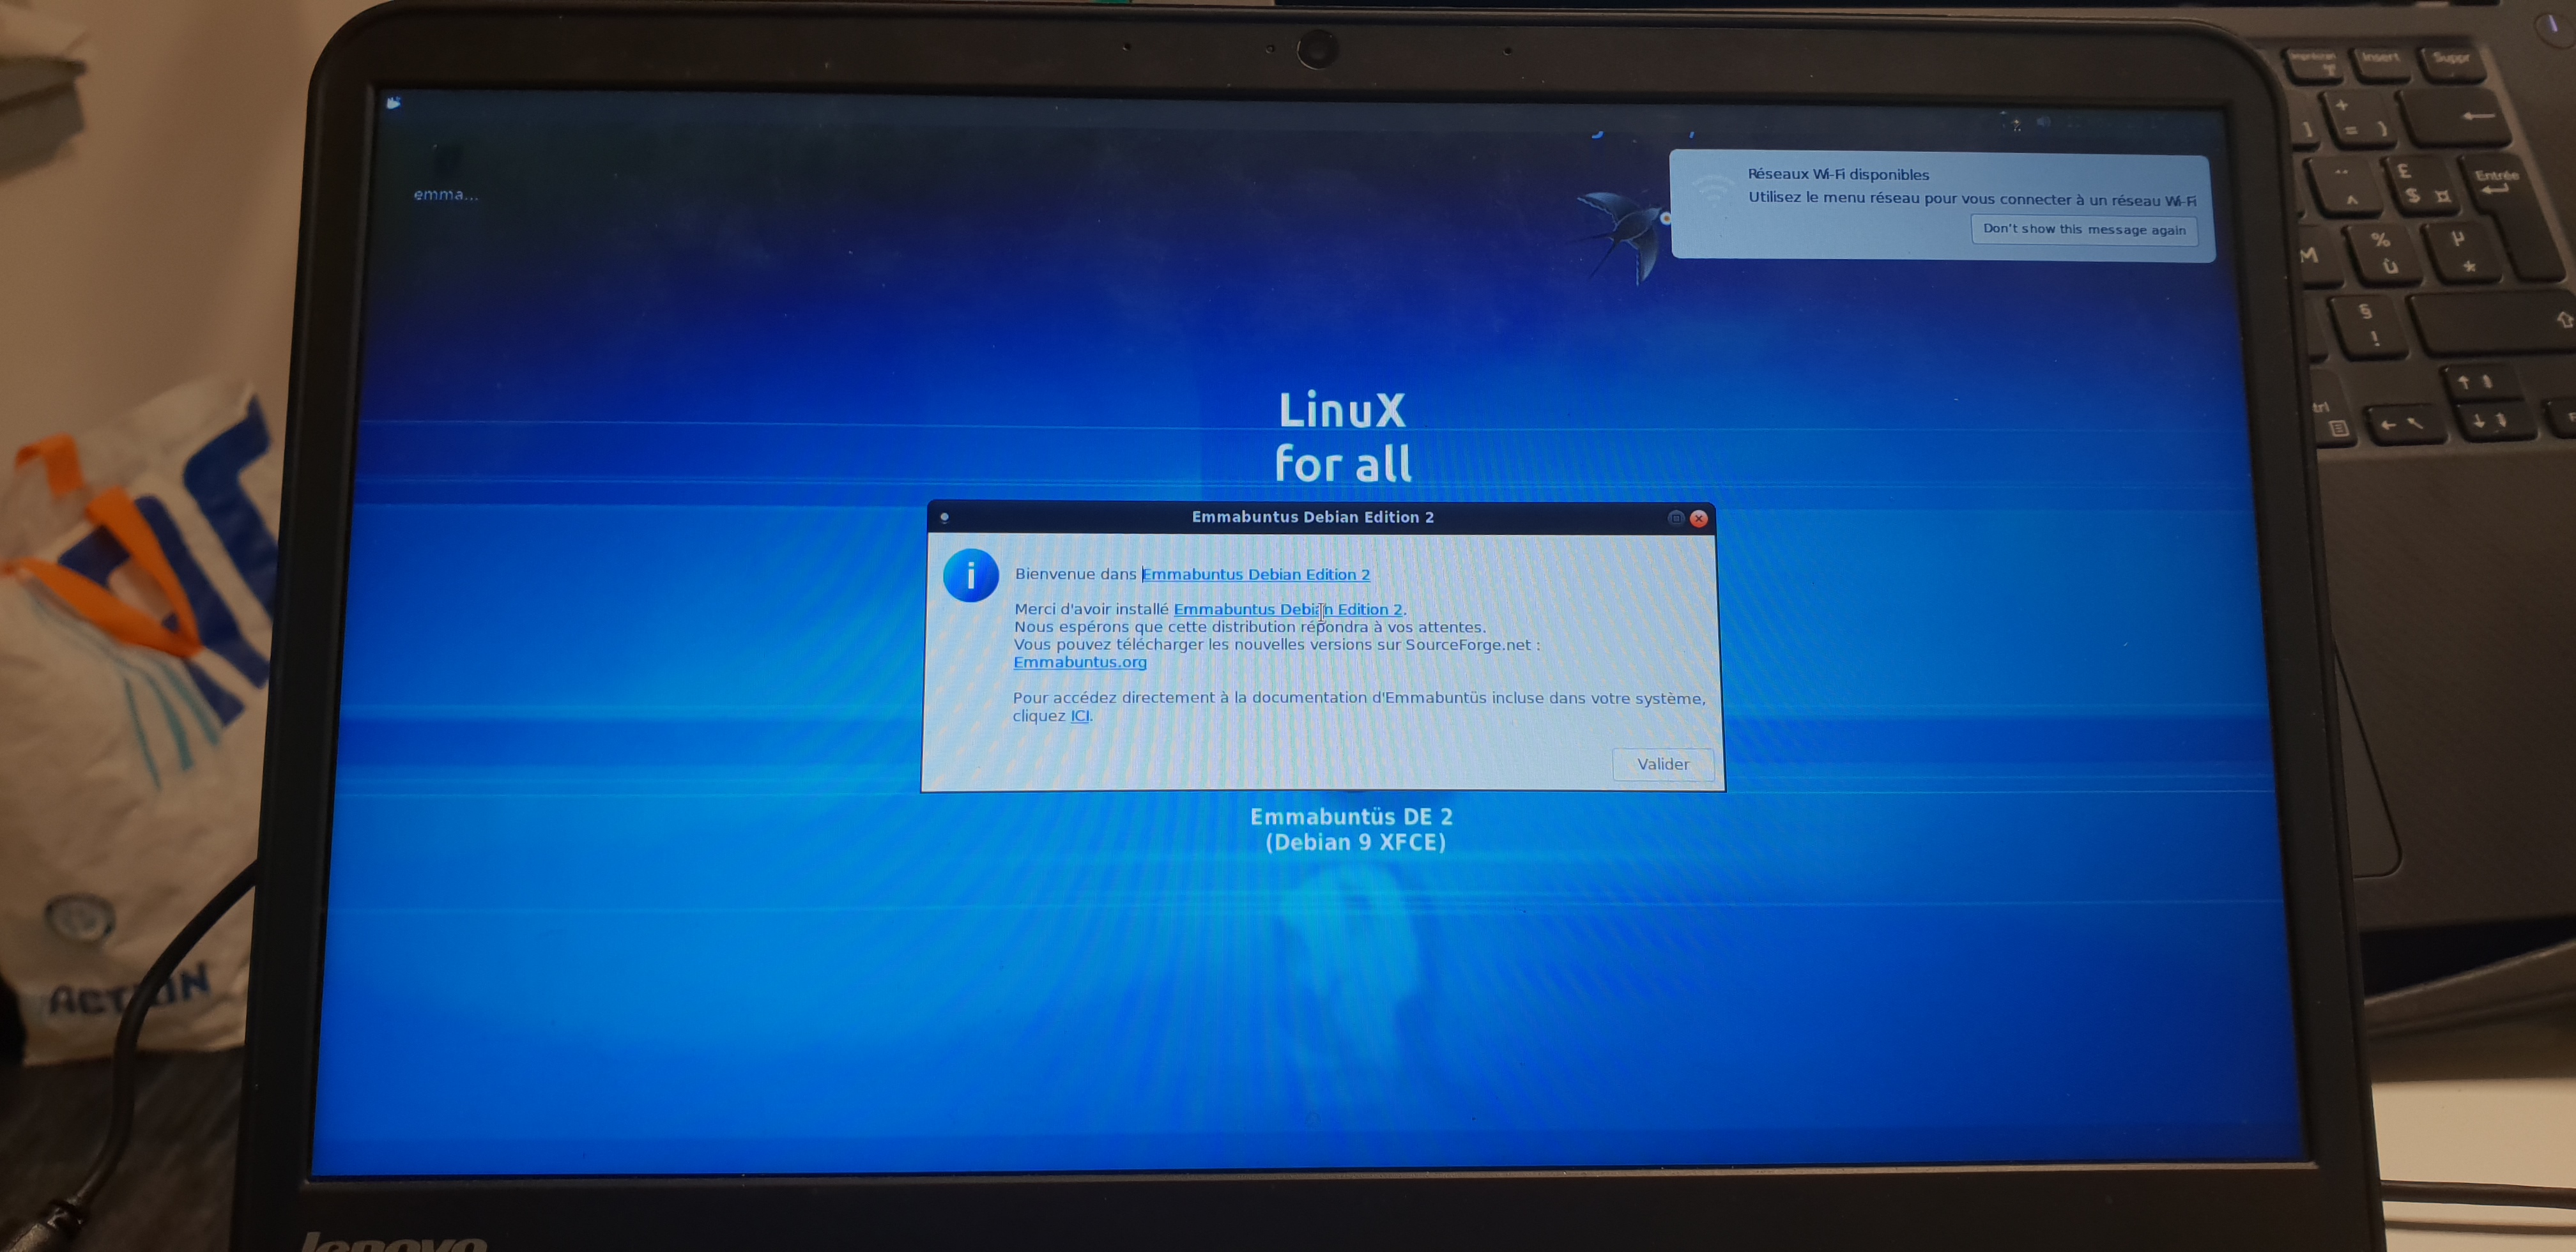 emma...
Réseaux Wi-Fi disponibles
Utilisez le menu réseau pour vous connecter à un réseau Wi-Fi
Don't show this message again
LinuX
for all
Emmabuntus Debian Edition 2
i
Bienvenue dans Emmabuntus Debian Edition 2
Merci d'avoir installé Emmabuntus Debian Edition 2.
Nous espérons que cette distribution répondra à vos attentes.
Vous pouvez télécharger les nouvelles versions sur SourceForge.net :
Emmabuntus.org
Pour accédez directement à la documentation d'Emmabuntüs incluse dans votre système,
cliquez ICI.
Valider
Emmabuntüs DE 2
(Debian 9 XFCE)
lenovo
ACTION
Insert
Suppr
+
= )
£
$ ¤
Entrée
^
M
%
ù
µ
*
§
!